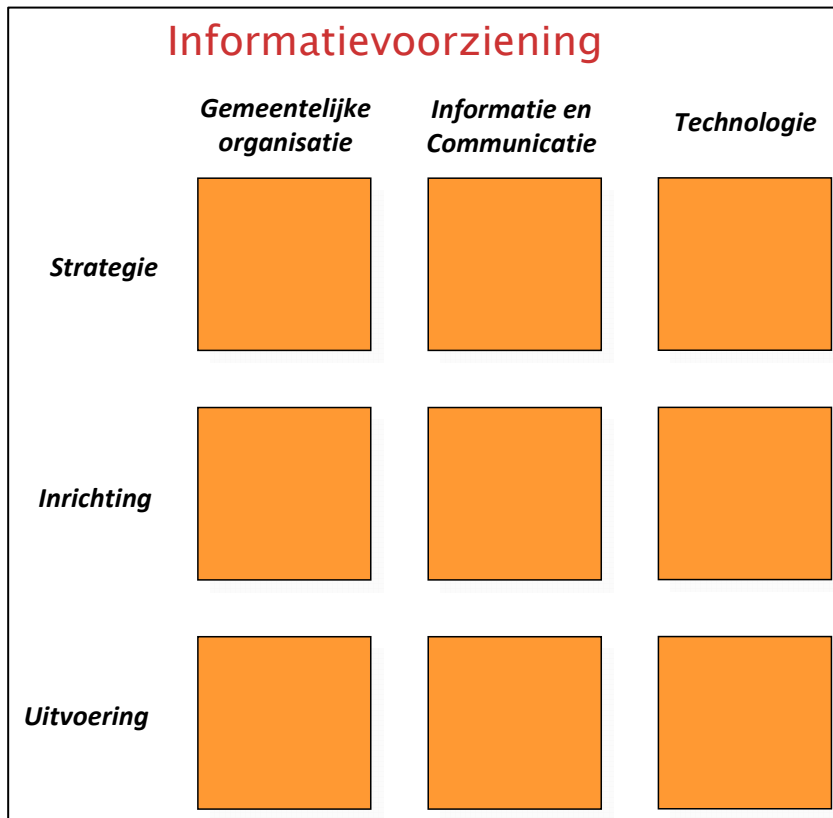 Informatievoorziening
Gemeentelijke
organisatie
Informatie en
Communicatie
Technologie
Strategie
Inrichting
Uitvoering